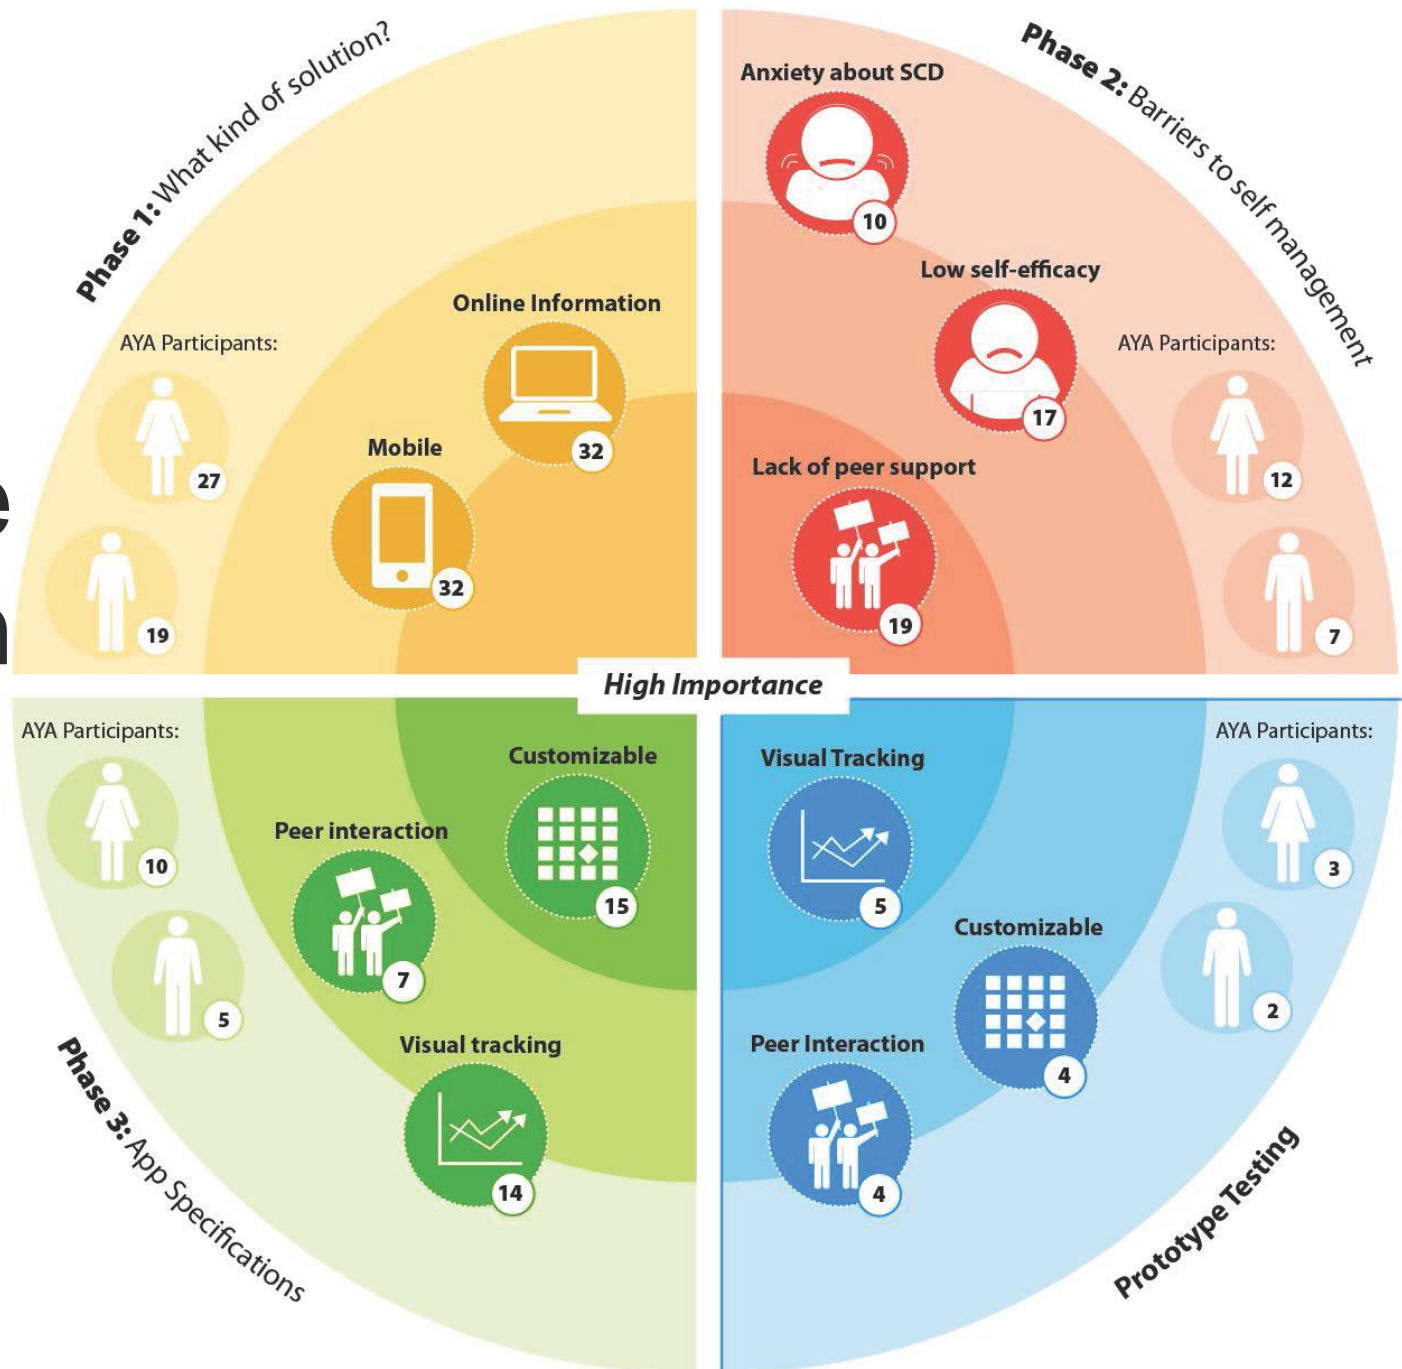 Phase 1: What kind of solution?
AYA Participants:
27
19
Online Information
32
Mobile
32
Phase 2: Barriers to self management
Anxiety about SCD
10
Low self-efficacy
17
Lack of peer support
19
AYA Participants:
12
7
High Importance
AYA Participants:
10
5
Customizable
15
Peer interaction
7
Visual tracking
14
Phase 3: App Specifications
Visual Tracking
5
Customizable
4
Peer Interaction
4
AYA Participants:
3
2
Prototype Testing